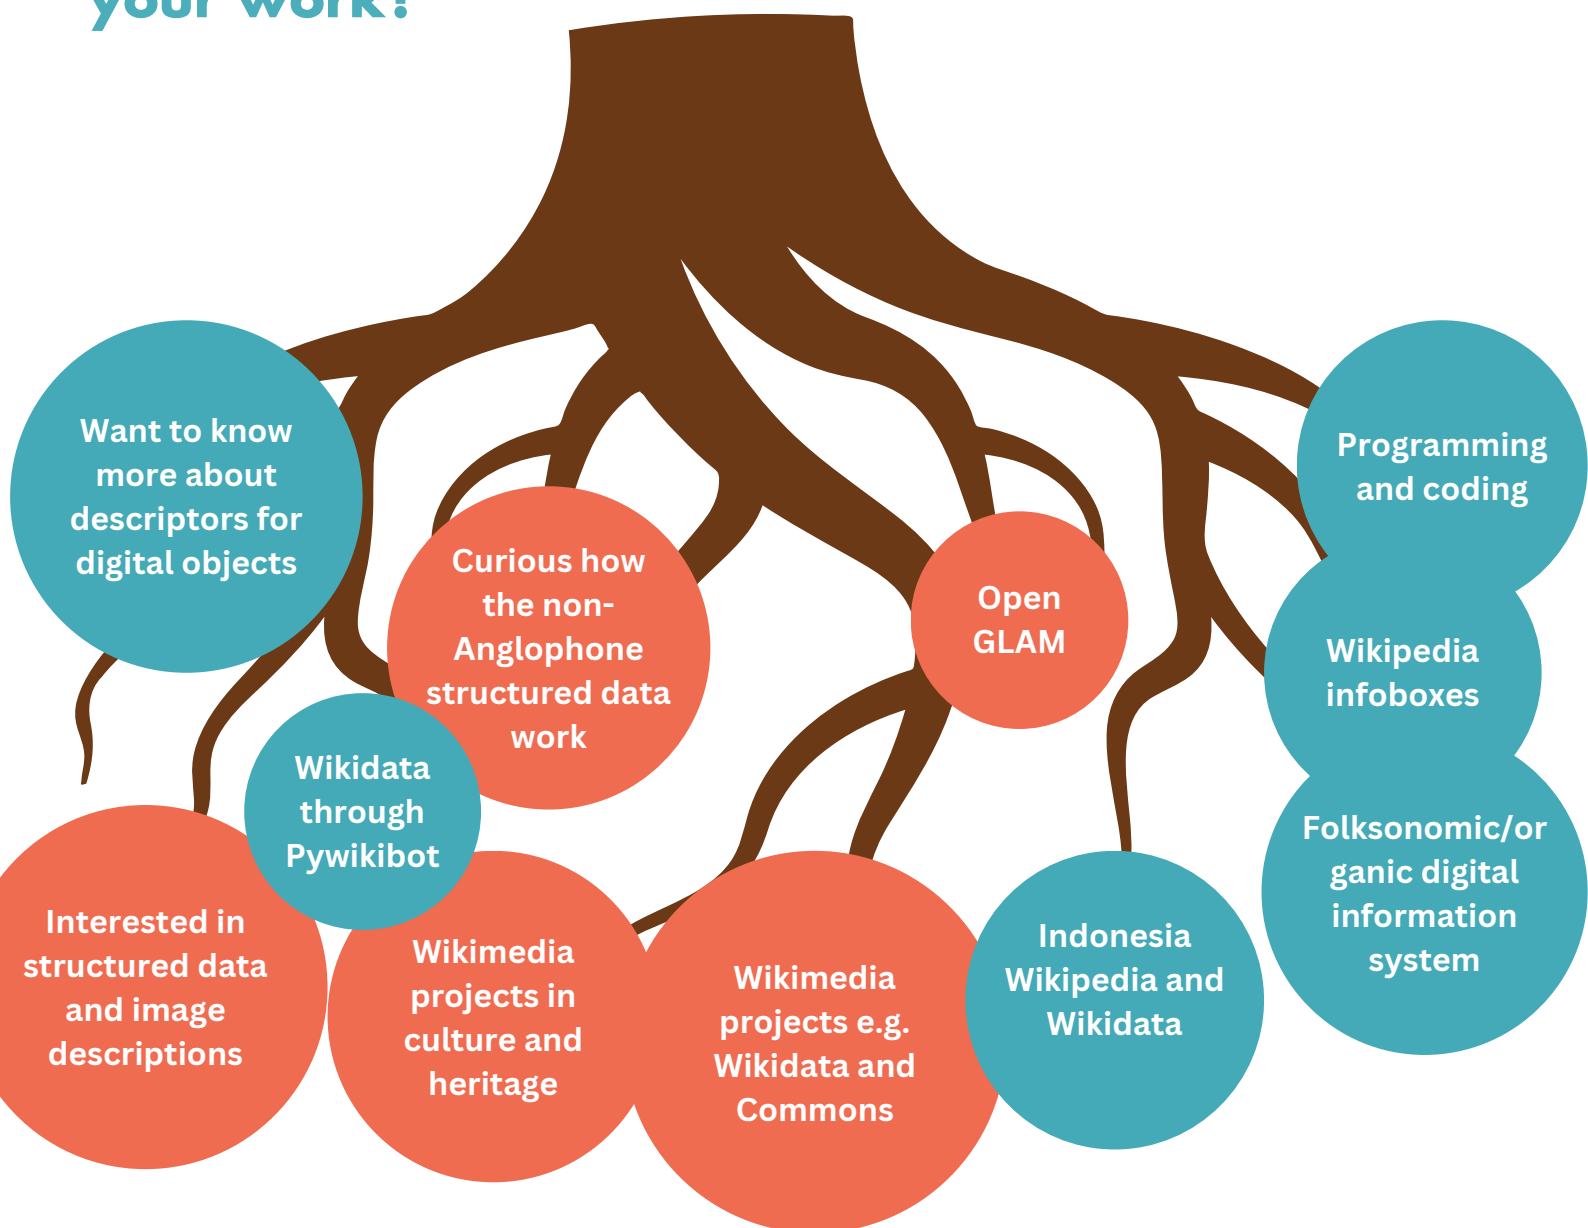 your work?
Want to know
more about
descriptors for
digital objects
Curious how
the non-
Anglophone
structured data
work
Open
GLAM
Programming
and coding
Wikipedia
infoboxes
Wikidata
through
Pywikibot
Folksonomic/or
ganic digital
information
system
Interested in
structured data
and image
descriptions
Wikimedia
projects in
culture and
heritage
Wikimedia
projects e.g.
Wikidata and
Commons
Indonesia
Wikipedia and
Wikidata